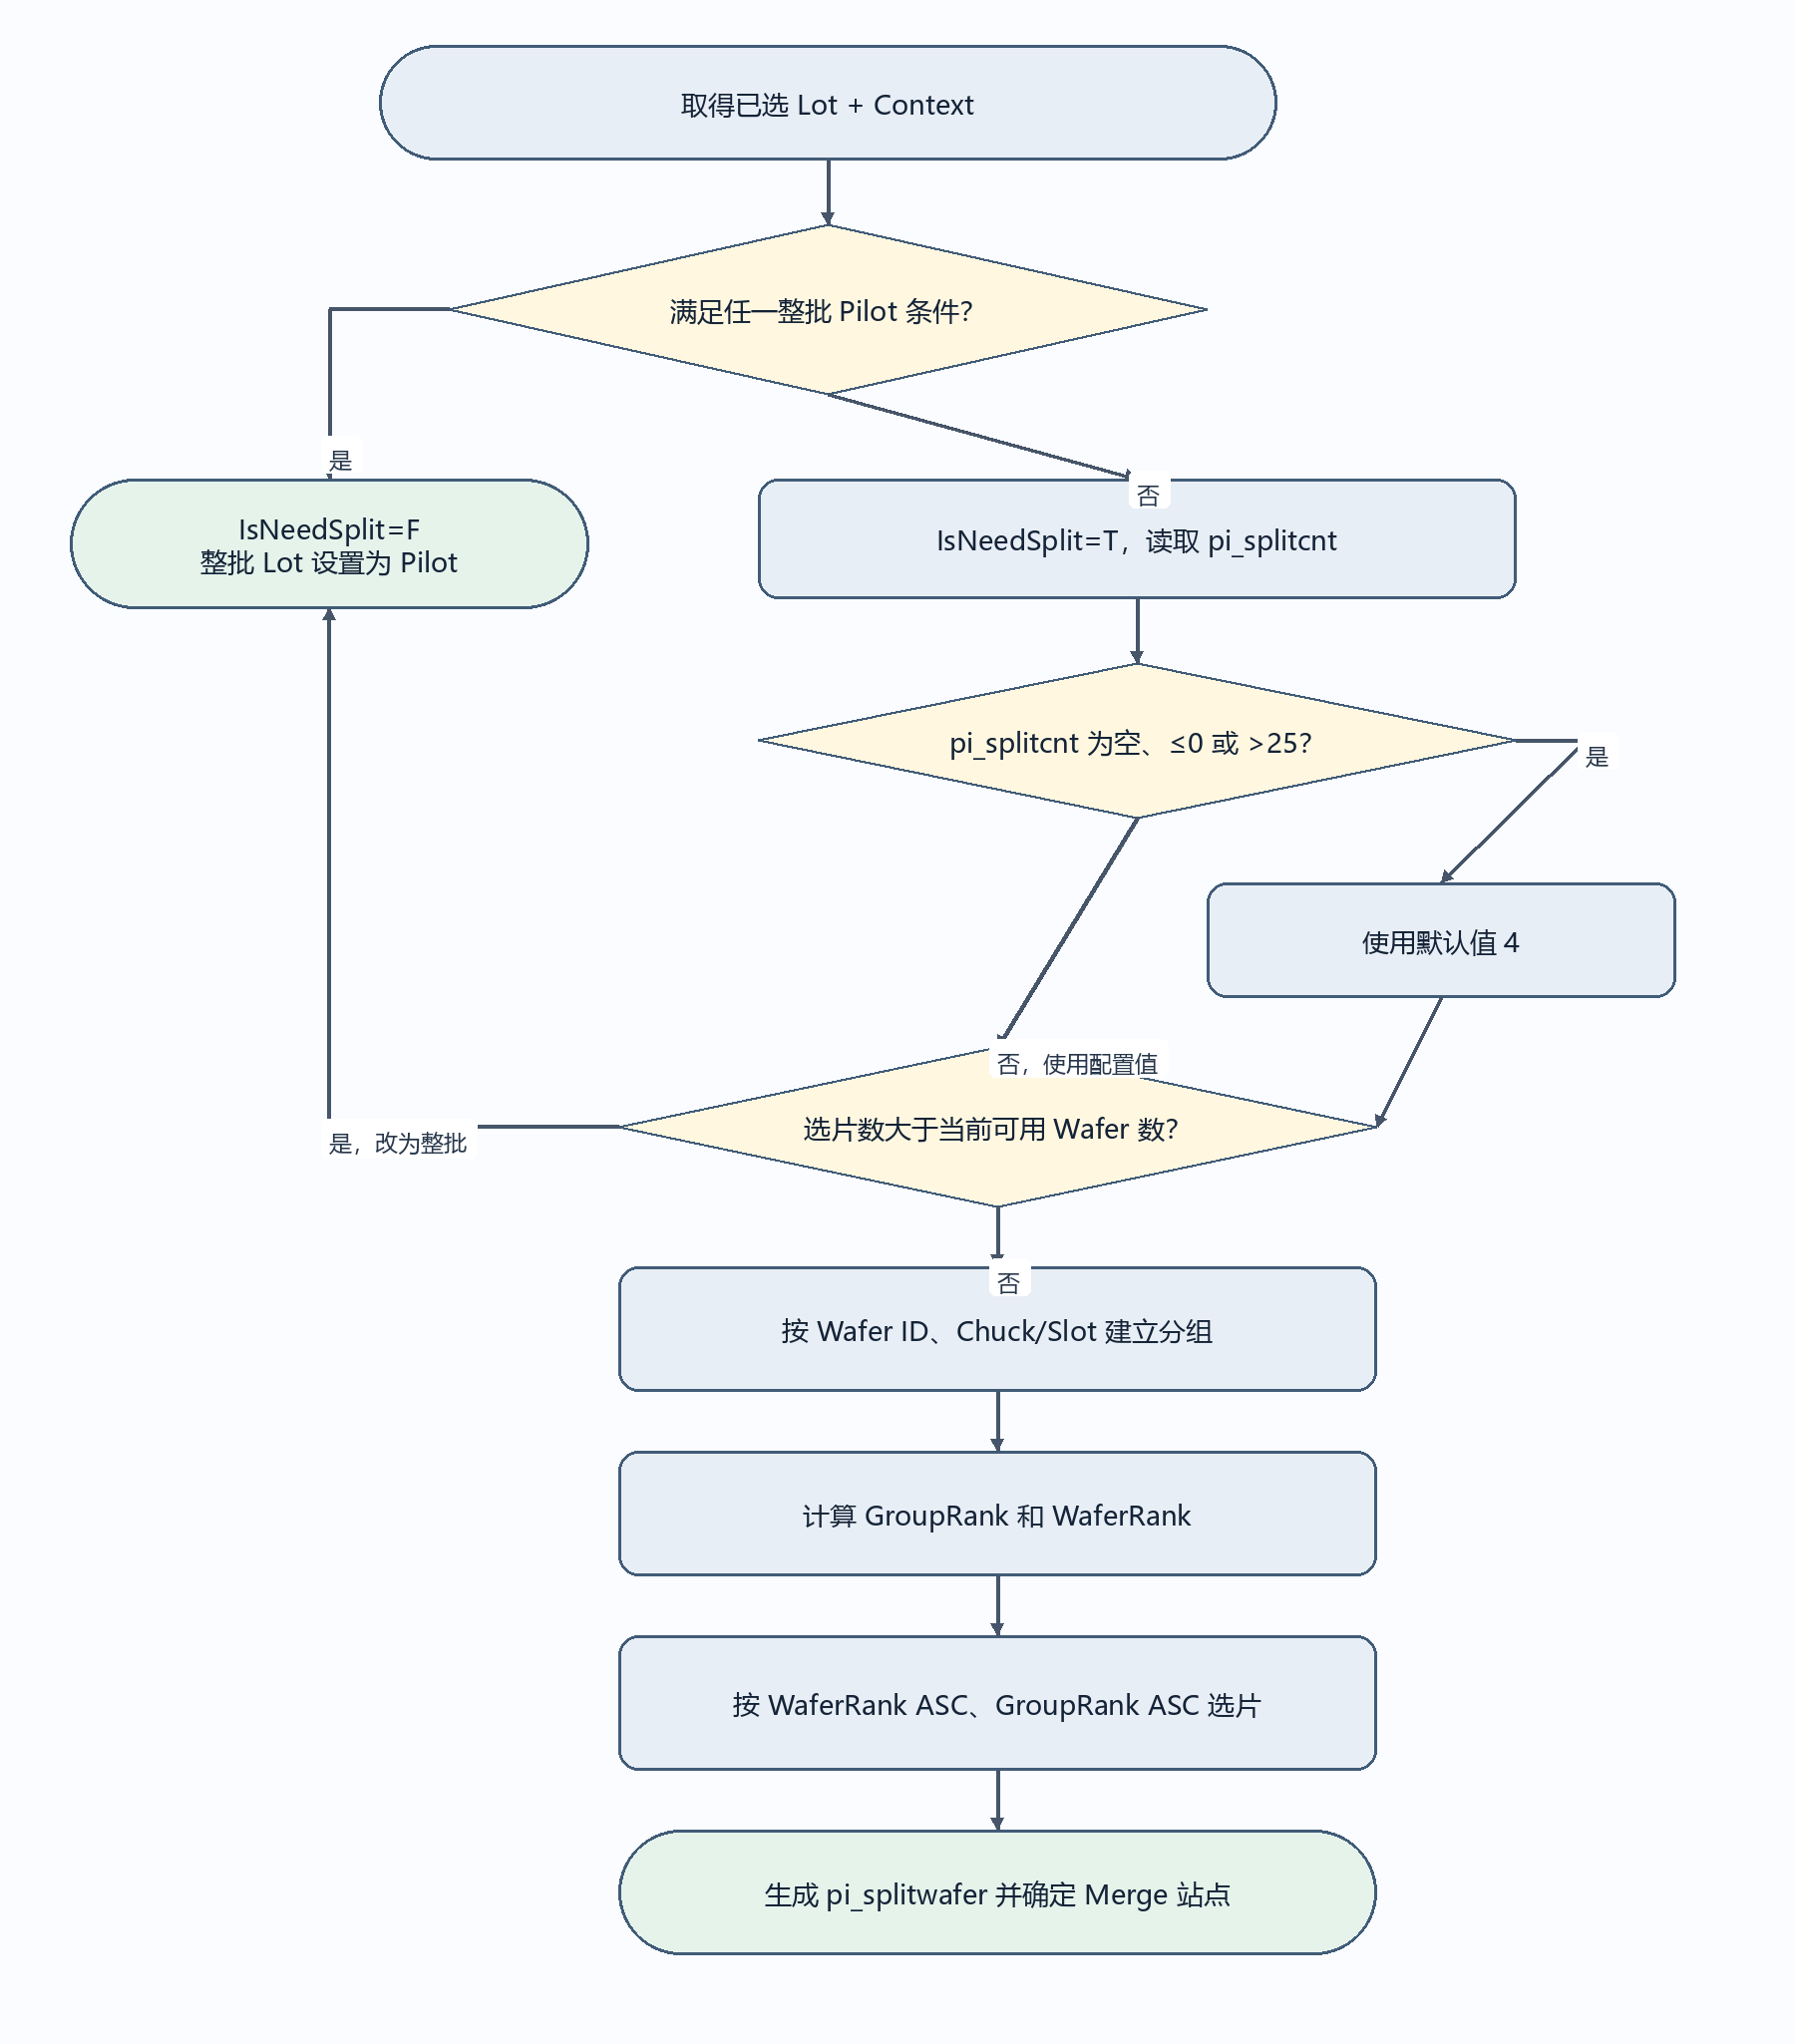 取得已选 Lot + Context
满足任一整批 Pilot 条件?
是
否
IsNeedSplit=F
整批 Lot 设置为 Pilot
IsNeedSplit=T，读取 pi_splitcnt
pi_splitcnt 为空、≤0 或 >25?
是
使用默认值 4
否，使用配置值
选片数大于当前可用 Wafer 数?
是，改为整批
否
按 Wafer ID、Chuck/Slot 建立分组
计算 GroupRank 和 WaferRank
按 WaferRank ASC、GroupRank ASC 选片
生成 pi_splitwafer 并确定 Merge 站点